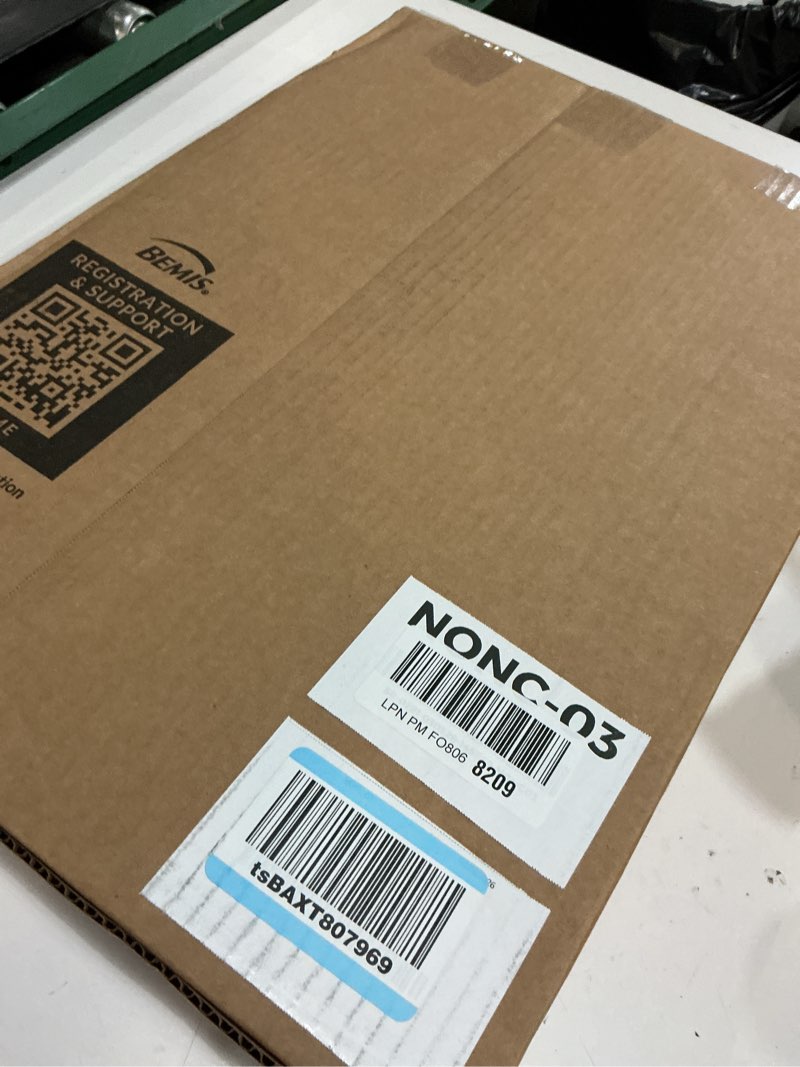 BEMIS®
REGISTRATION
& SUPPORT
NONC-03
LPN PM FO806 8209
tsBAXT807969